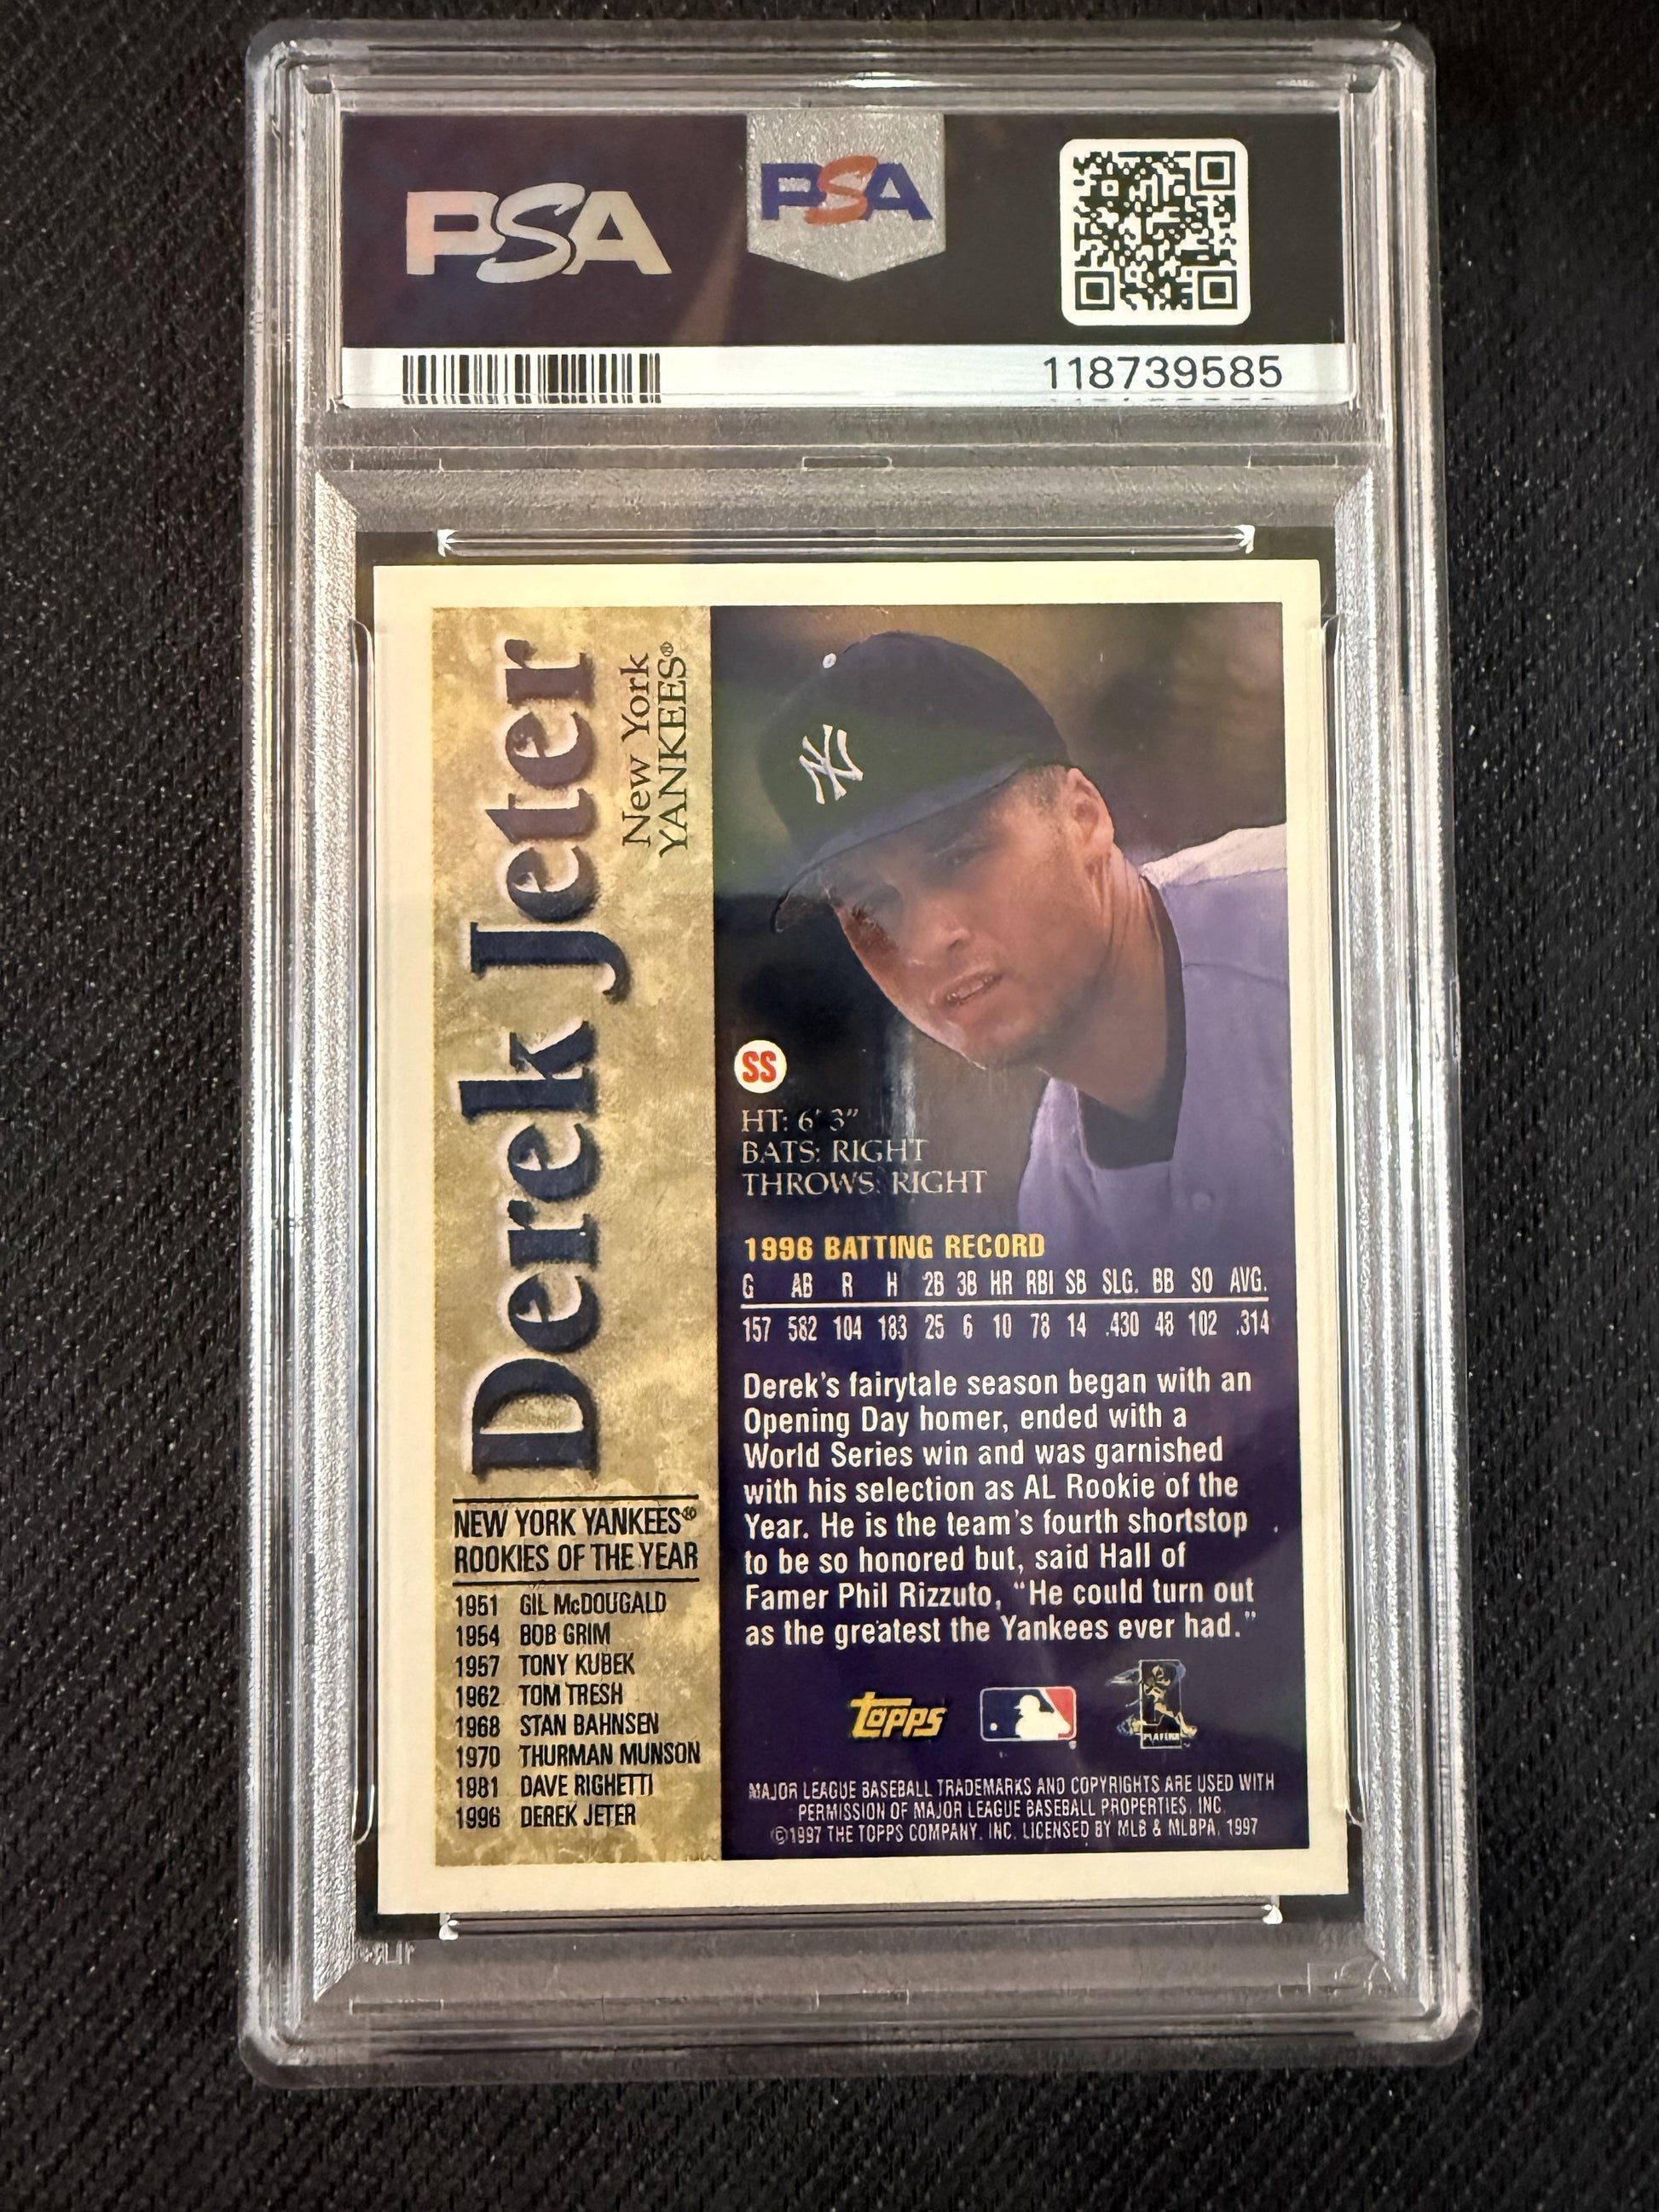 PSA
PSA
118739585
Derek Jeter
New York
YANKEES®
NEW YORK YANKEES®
ROOKIES OF THE YEAR
1951 GIL McDOUGALD
1954 BOB GRIM
1957 TONY KUBEK
1962 TOM TRESH
1968 STAN BAHNSEN
1970 THURMAN MUNSON
1981 DAVE RIGHETTI
1996 DEREK JETER
SS
HT: 6' 3"
BATS: RIGHT
THROWS: RIGHT
1996 BATTING RECORD
G AB R H 2B 3B HR RBI SB SLG. BB SO AVG.
157 582 104 183 25 6 10 78 14 .430 48 102 .314
Derek's fairytale season began with an
Opening Day homer, ended with a
World Series win and was garnished
with his selection as AL Rookie of the
Year. He is the team's fourth shortstop
to be so honored but, said Hall of
Famer Phil Rizzuto, "He could turn out
as the greatest the Yankees ever had."
Topps
PLAYERS
MAJOR LEAGUE BASEBALL TRADEMARKS AND COPYRIGHTS ARE USED WITH
PERMISSION OF MAJOR LEAGUE BASEBALL PROPERTIES, INC.
©1997 THE TOPPS COMPANY, INC. LICENSED BY MLB & MLBPA, 1997